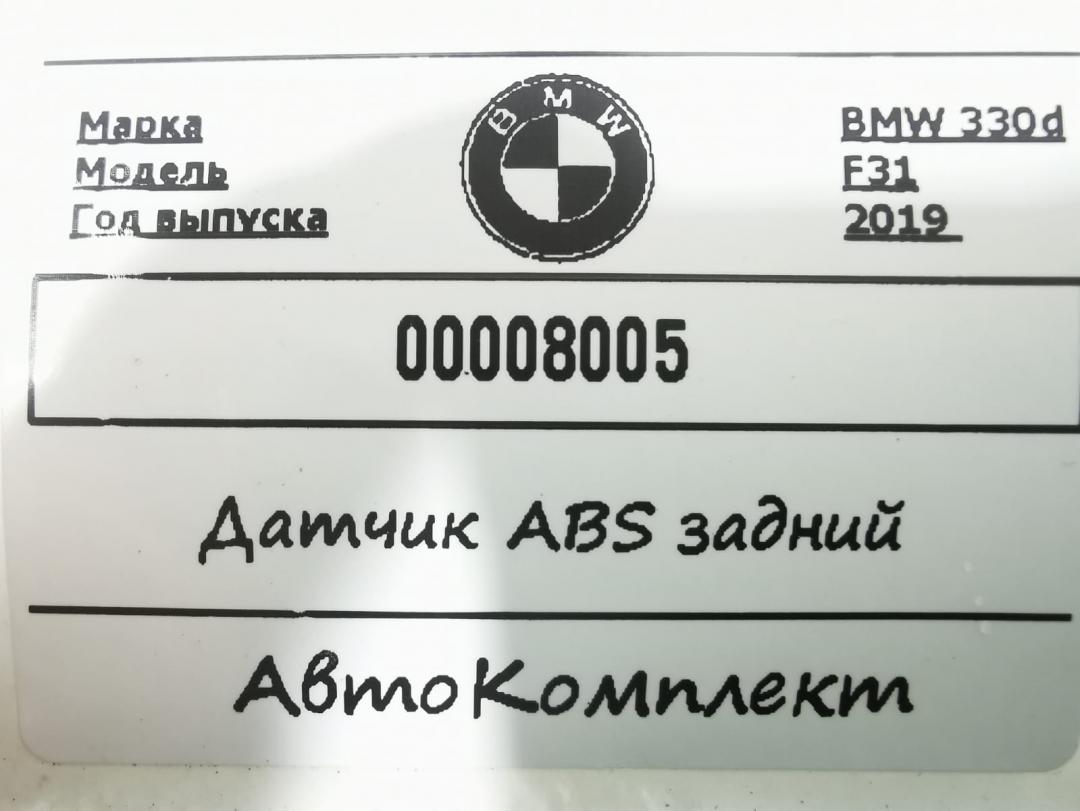 Марка BMW 330d
Модель F31
Год выпуска 2019
BMW
00008005
Датчик ABS задний
АвтоКомплект